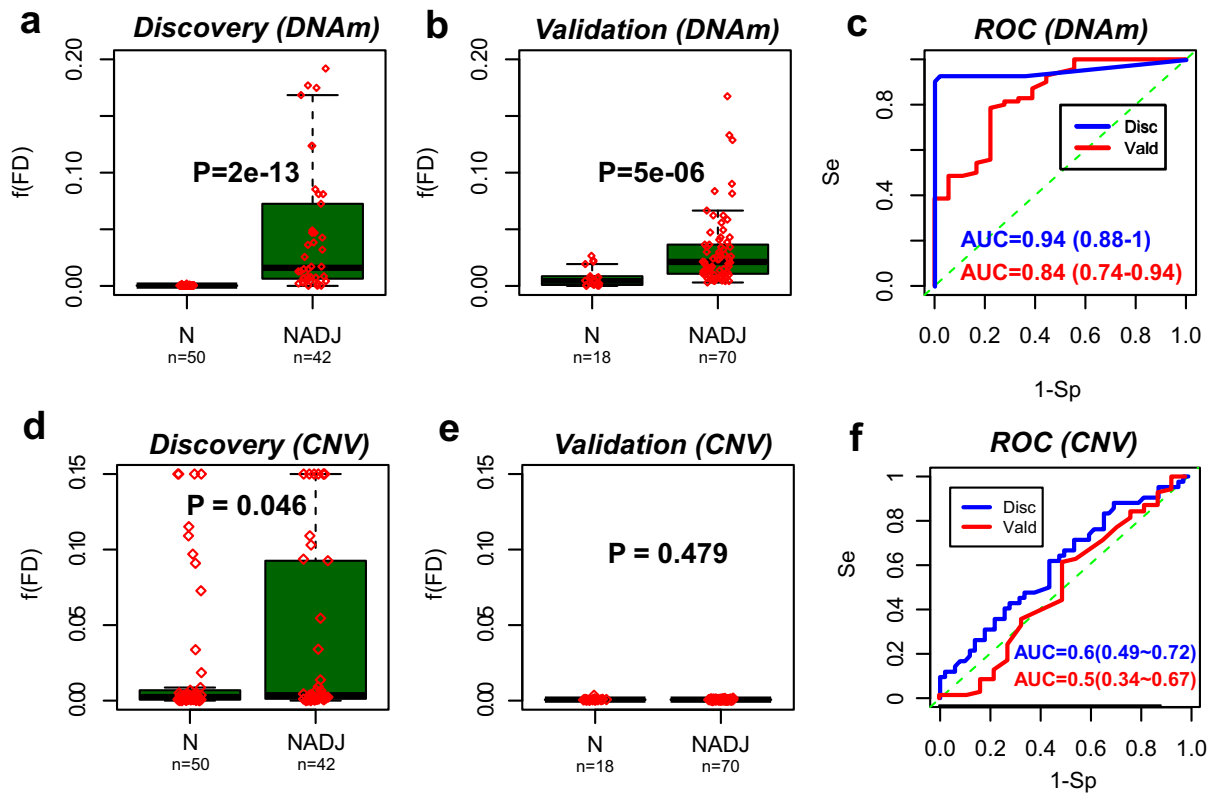 a
Discovery (DNAm)
f(FD)
0.20
0.10
0.00
P=2e-13
N
NADJ
n=50
n=42
b
Validation (DNAm)
f(FD)
0.20
0.10
0.00
P=5e-06
N
NADJ
n=18
n=70
c
ROC (DNAm)
Se
0.8
0.4
0.0
Disc
Vald
AUC=0.94 (0.88-1)
AUC=0.84 (0.74-0.94)
0.0 0.2 0.4 0.6 0.8 1.0
1-Sp
d
Discovery (CNV)
f(FD)
0.15
0.10
0.05
0.00
P = 0.046
N
NADJ
n=50
n=42
e
Validation (CNV)
f(FD)
0.15
0.10
0.05
0.00
P = 0.479
N
NADJ
n=18
n=70
f
ROC (CNV)
Se
1
0.8
0.6
0.4
0.2
0
Disc
Vald
AUC=0.6(0.49~0.72)
AUC=0.5(0.34~0.67)
0.0 0.2 0.4 0.6 0.8 1.0
1-Sp